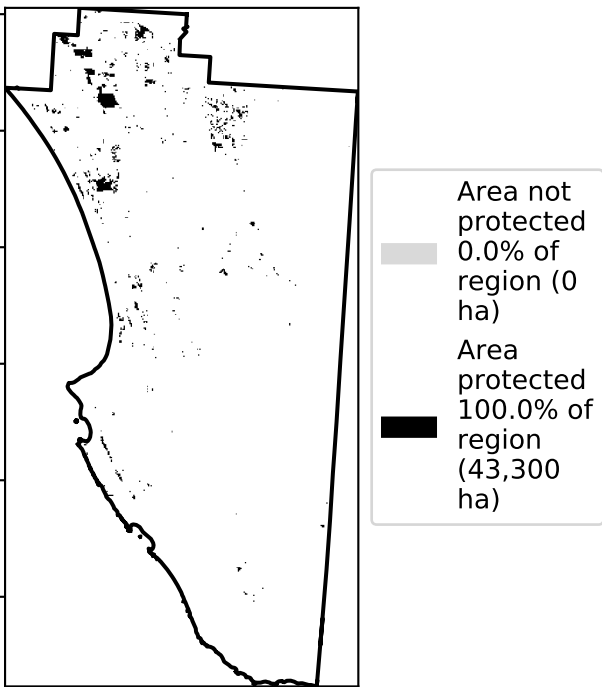 Area not
protected
0.0% of
region (0
ha)
Area
protected
100.0% of
region
(43,300
ha)